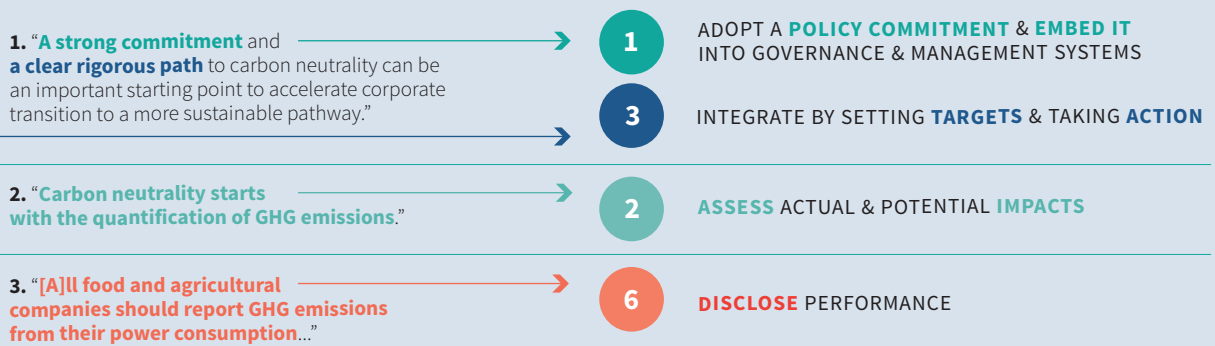 1. “A strong commitment and
a clear rigorous path to carbon neutrality can be
an important starting point to accelerate corporate
transition to a more sustainable pathway.”
1
ADOPT A POLICY COMMITMENT & EMBED IT
INTO GOVERNANCE & MANAGEMENT SYSTEMS
3
INTEGRATE BY SETTING TARGETS & TAKING ACTION
2. “Carbon neutrality starts
with the quantification of GHG emissions.”
2
ASSESS ACTUAL & POTENTIAL IMPACTS
3. “[A]ll food and agricultural
companies should report GHG emissions
from their power consumption...”
6
DISCLOSE PERFORMANCE